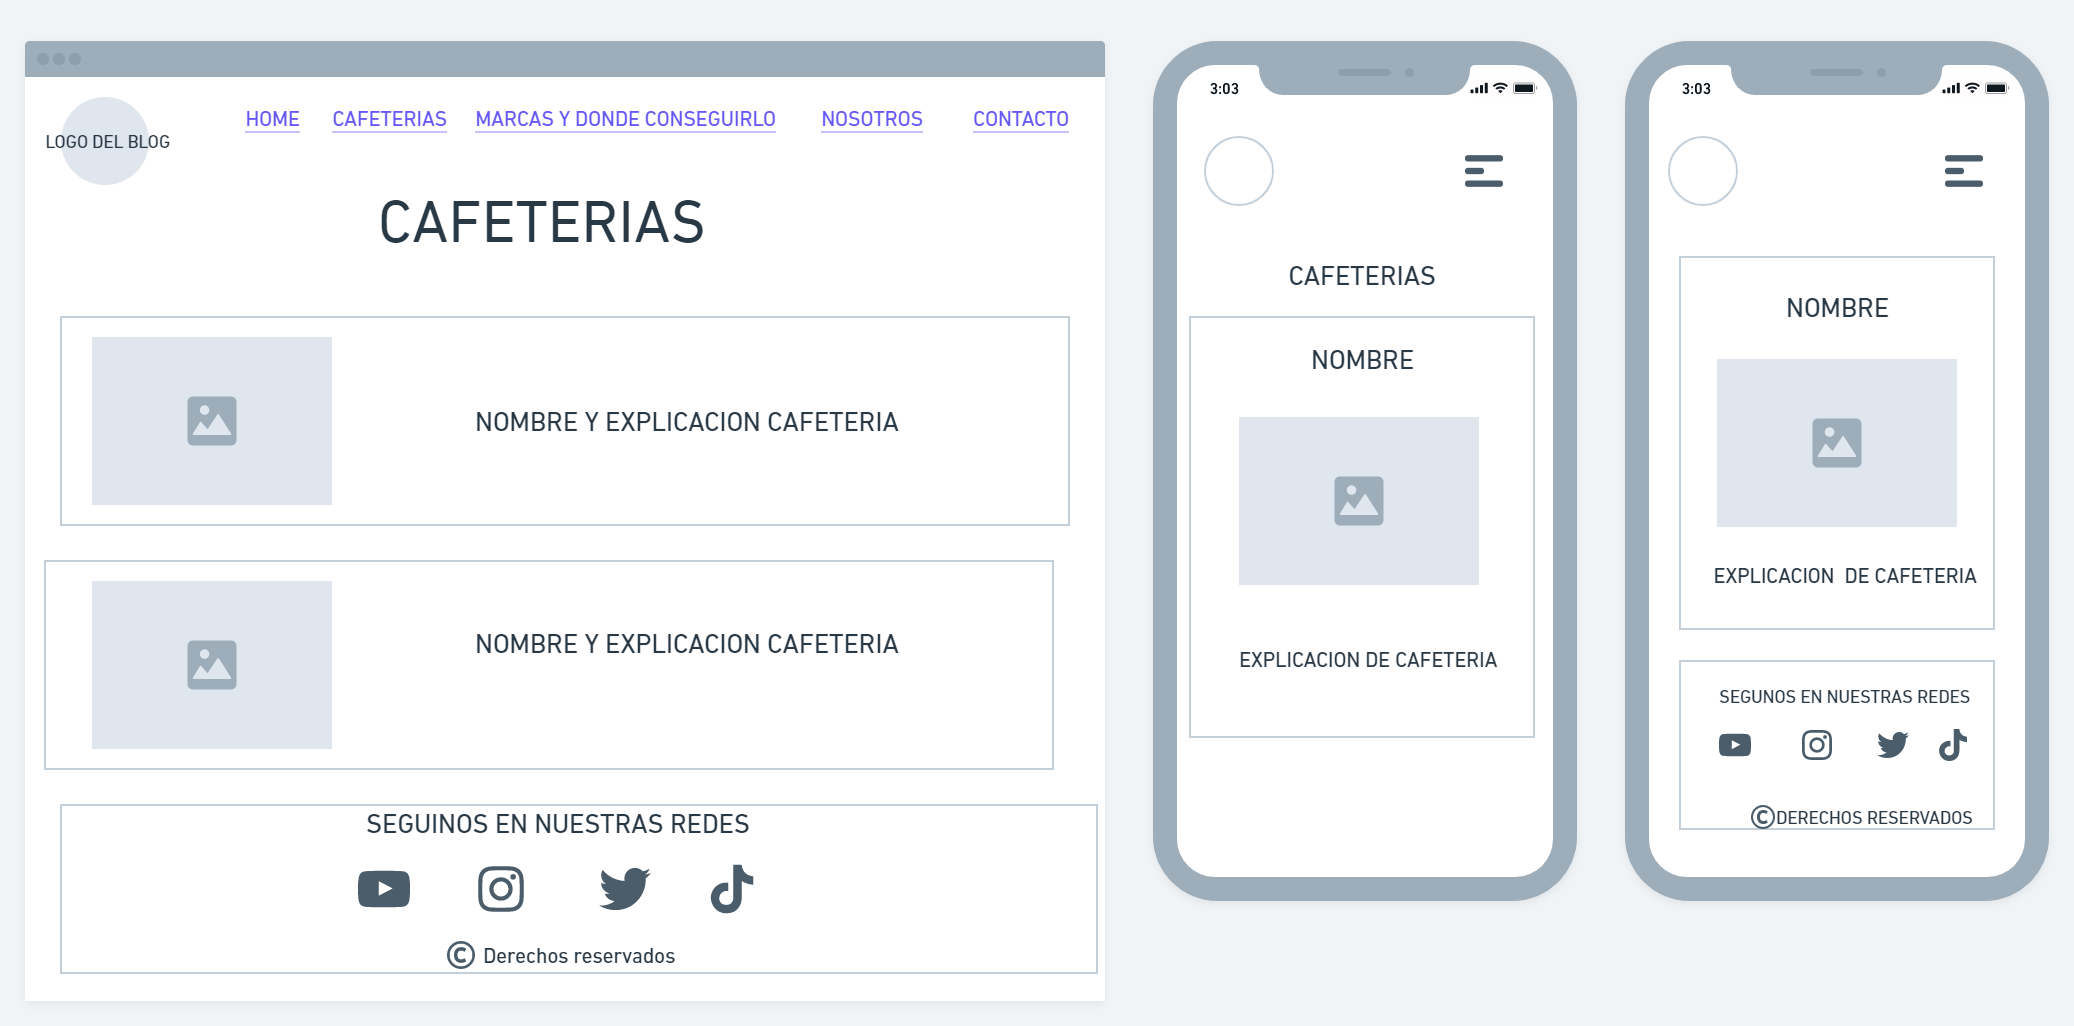 LOGO DEL BLOG
HOME CAFETERIAS MARCAS Y DONDE CONSEGUIRLO NOSOTROS CONTACTO
CAFETERIAS
NOMBRE Y EXPLICACION CAFETERIA
NOMBRE Y EXPLICACION CAFETERIA
SEGUINOS EN NUESTRAS REDES
© Derechos reservados
3:03
CAFETERIAS
NOMBRE
EXPLICACION DE CAFETERIA
3:03
NOMBRE
EXPLICACION DE CAFETERIA
SEGUNOS EN NUESTRAS REDES
©DERECHOS RESERVADOS